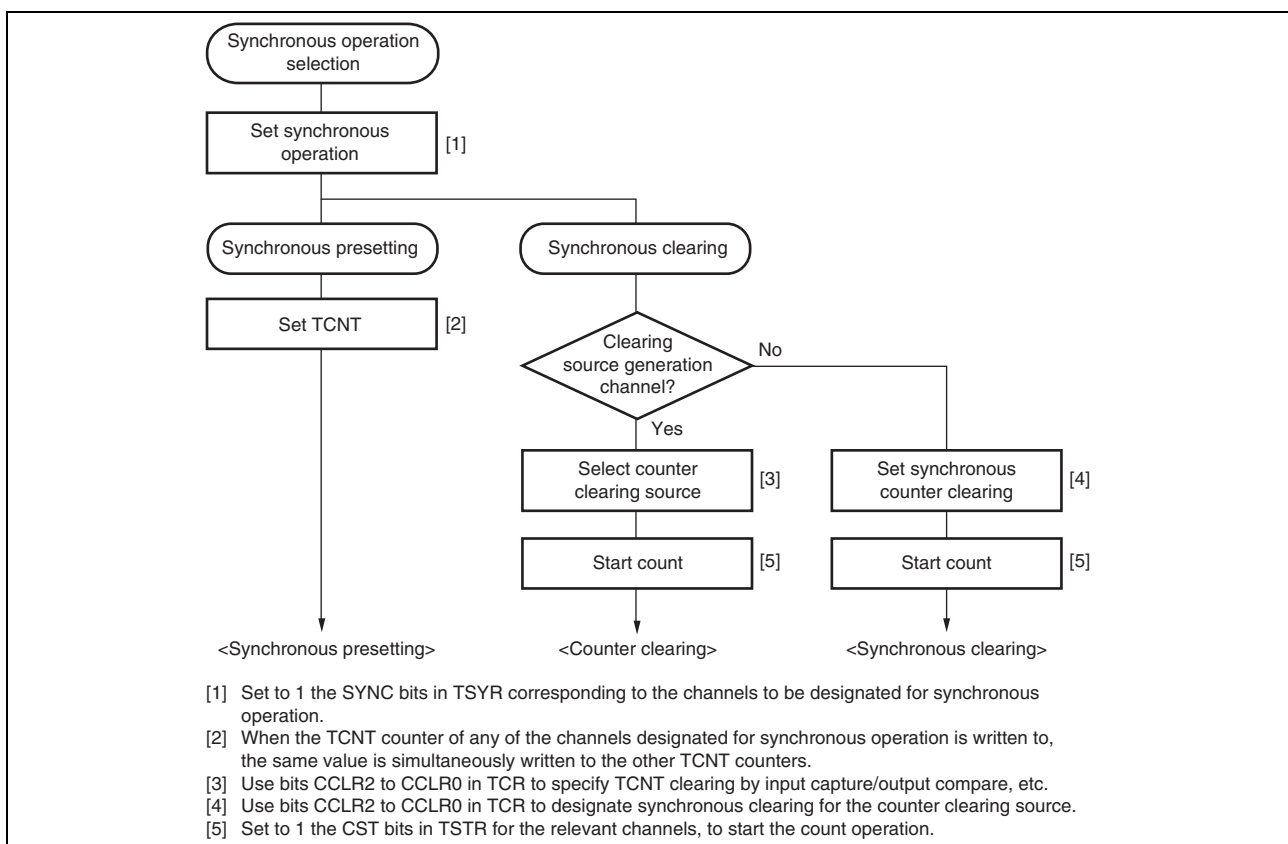 Synchronous operation
selection
Set synchronous
operation
[1]
Synchronous presetting
Synchronous clearing
Set TCNT
[2]
Clearing
source generation
channel?
No
Yes
Select counter
clearing source
[3]
Set synchronous
counter clearing
[4]
Start count
[5]
Start count
[5]
<Synchronous presetting>
<Counter clearing>
<Synchronous clearing>
[1] Set to 1 the SYNC bits in TSYR corresponding to the channels to be designated for synchronous
operation.
[2] When the TCNT counter of any of the channels designated for synchronous operation is written to,
the same value is simultaneously written to the other TCNT counters.
[3] Use bits CCLR2 to CCLR0 in TCR to specify TCNT clearing by input capture/output compare, etc.
[4] Use bits CCLR2 to CCLR0 in TCR to designate synchronous clearing for the counter clearing source.
[5] Set to 1 the CST bits in TSTR for the relevant channels, to start the count operation.